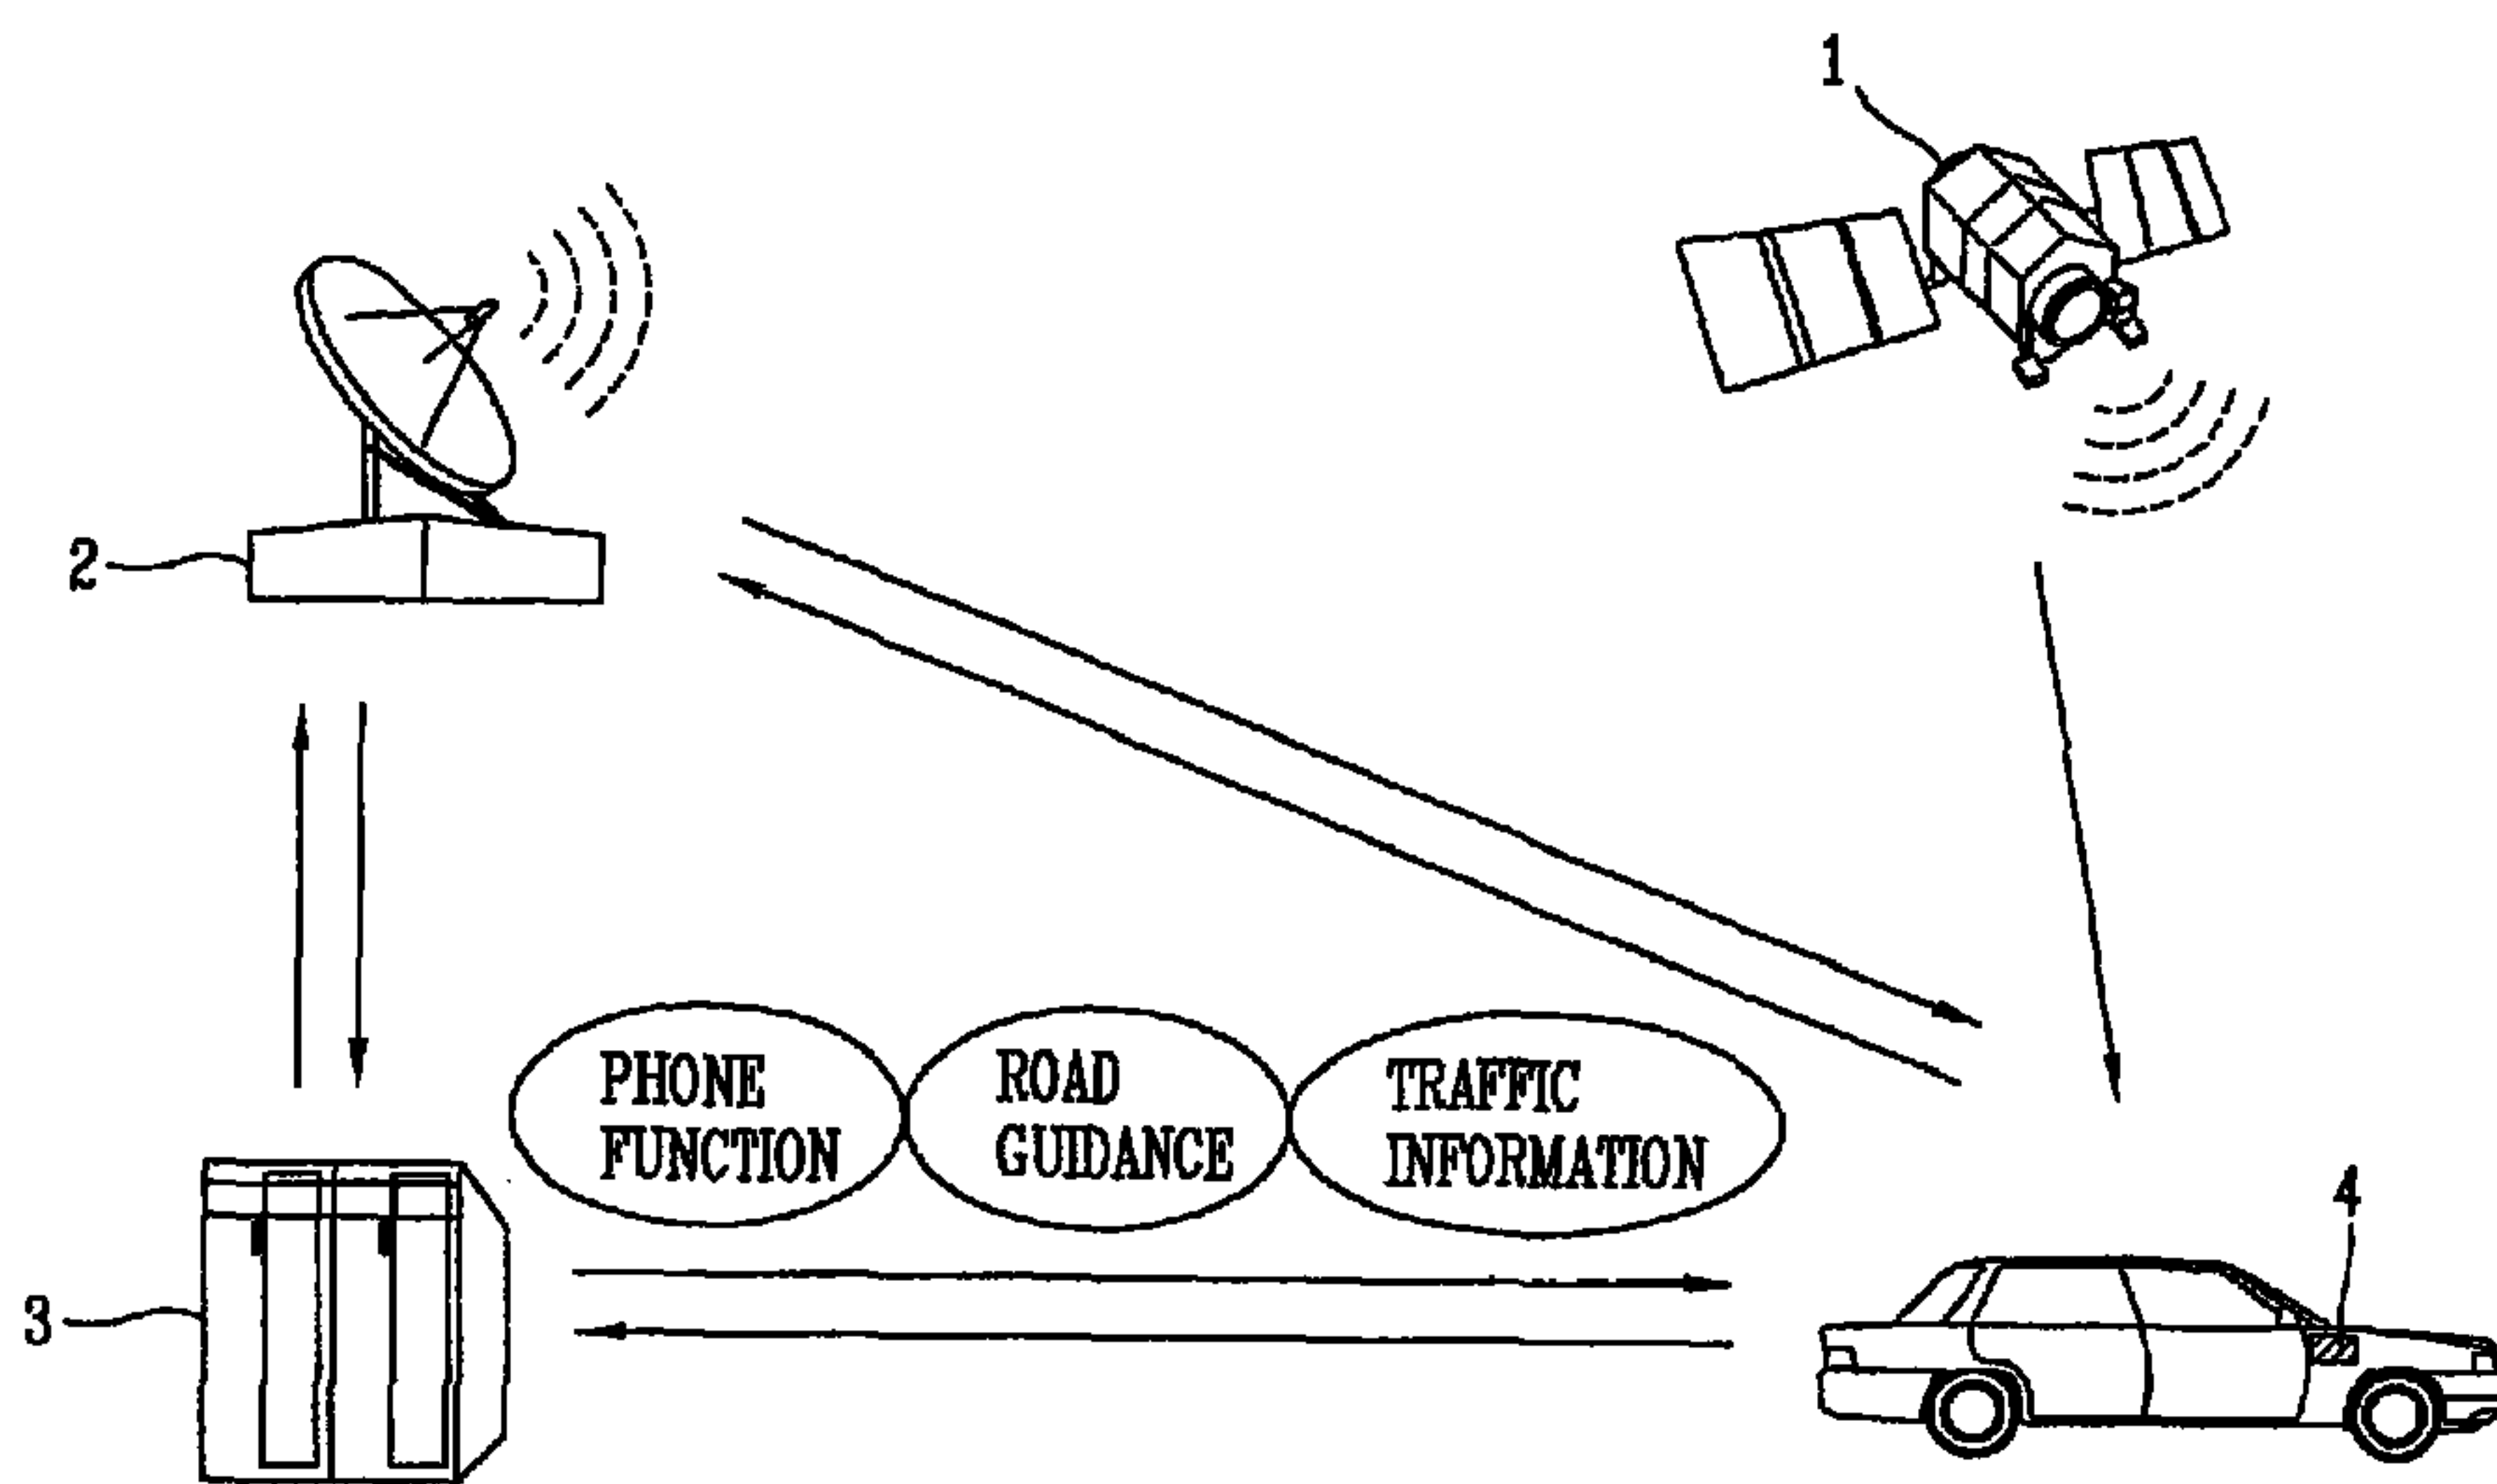 1
2
PHONE
FUNCTION
ROAD
GUIDANCE
TRAFFIC
INFORMATION
4
3